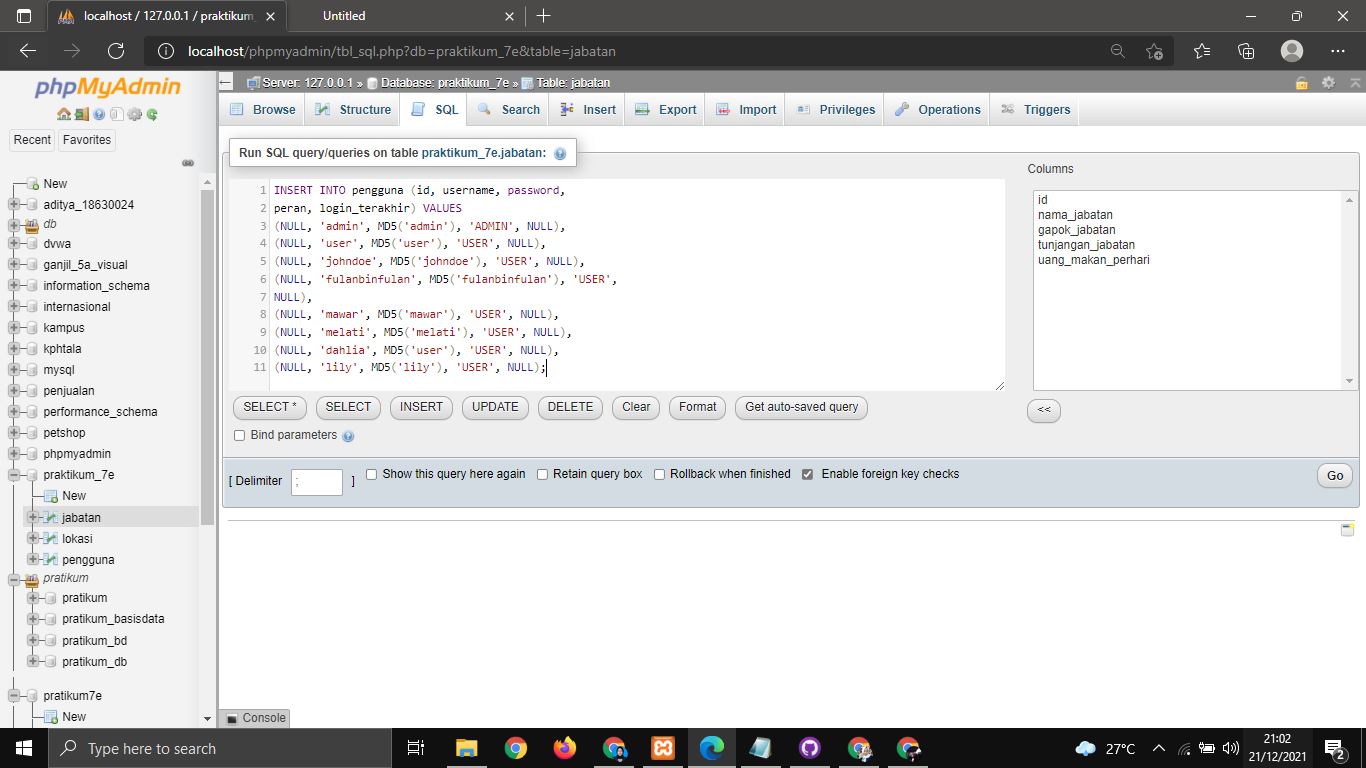 localhost / 127.0.0.1 / praktikum_
Untitled
localhost/phpmyadmin/tbl_sql.php?db=praktikum_7e&table=jabatan
phpMyAdmin
Recent
Favorites
New
aditya_18630024
db
dvwa
ganjil_5a_visual
information_schema
internasional
kampus
kphtala
mysql
penjualan
performance_schema
petshop
phpmyadmin
praktikum_7e
New
jabatan
lokasi
pengguna
pratikum
pratikum
pratikum_basisdata
pratikum_bd
pratikum_db
pratikum7e
New
Server: 127.0.0.1 » Database: praktikum_7e » Table: jabatan
Browse
Structure
SQL
Search
Insert
Export
Import
Privileges
Operations
Triggers
Run SQL query/queries on table praktikum_7e.jabatan:
1 INSERT INTO pengguna (id, username, password,
2 peran, login_terakhir) VALUES
3 (NULL, 'admin', MD5('admin'), 'ADMIN', NULL),
4 (NULL, 'user', MD5('user'), 'USER', NULL),
5 (NULL, 'johndoe', MD5('johndoe'), 'USER', NULL),
6 (NULL, 'fulanbinfulan', MD5('fulanbinfulan'), 'USER',
7 NULL),
8 (NULL, 'mawar', MD5('mawar'), 'USER', NULL),
9 (NULL, 'melati', MD5('melati'), 'USER', NULL),
10 (NULL, 'dahlia', MD5('user'), 'USER', NULL),
11 (NULL, 'lily', MD5('lily'), 'USER', NULL);
Columns
id
nama_jabatan
gapok_jabatan
tunjangan_jabatan
uang_makan_perhari
SELECT *
SELECT
INSERT
UPDATE
DELETE
Clear
Format
Get auto-saved query
<<
Bind parameters
[ Delimiter ; ]
Show this query here again
Retain query box
Rollback when finished
Enable foreign key checks
Go
Console
Type here to search
27°C
21:02
21/12/2021
2